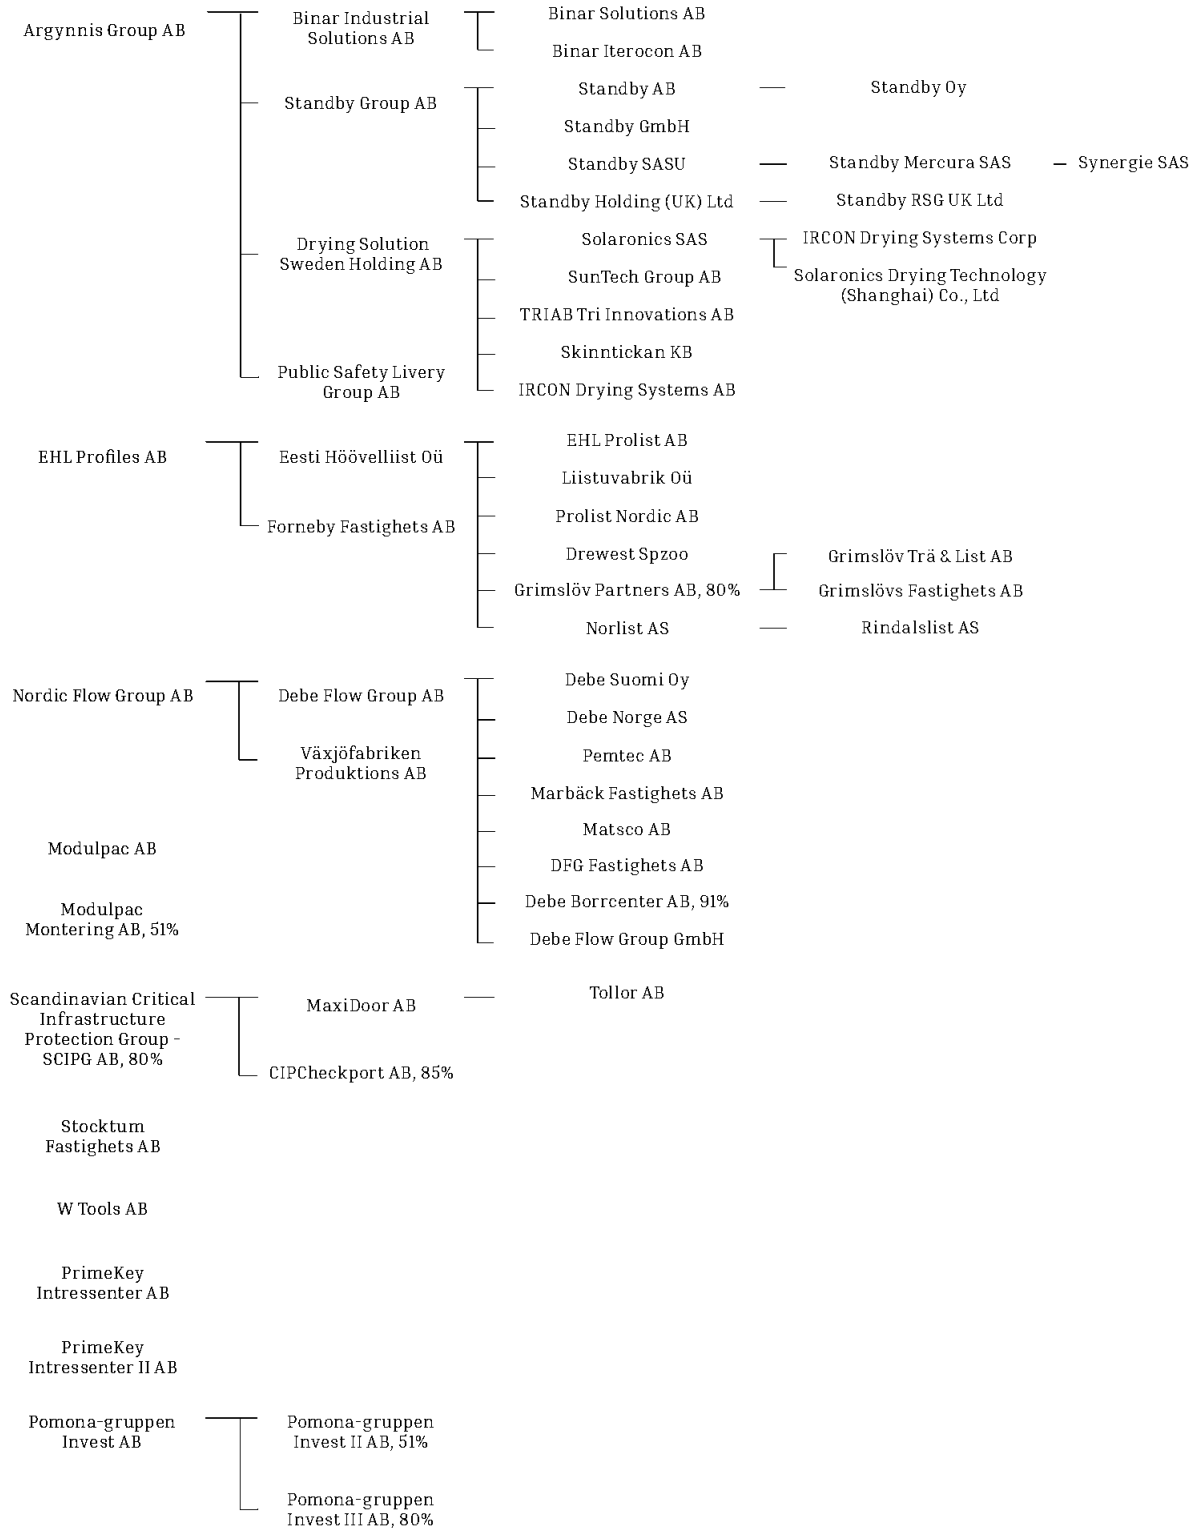 Argynnis Group AB
Binar Industrial
Solutions AB
Binar Solutions AB
Binar Iterocon AB
Standby Group AB
Standby AB
Standby Oy
Standby GmbH
Standby SASU
Standby Mercura SAS
Synergie SAS
Standby Holding (UK) Ltd
Standby RSG UK Ltd
Drying Solution
Sweden Holding AB
Solaronics SAS
IRCON Drying Systems Corp
Solaronics Drying Technology
(Shanghai) Co., Ltd
SunTech Group AB
TRIAB Tri Innovations AB
Skinntickan KB
IRCON Drying Systems AB
Public Safety Livery
Group AB
EHL Profiles AB
Eesti Höövelliist Oü
EHL Prolist AB
Liistuvabrik Oü
Prolist Nordic AB
Forneby Fastighets AB
Drewest Spzoo
Grimslöv Partners AB, 80%
Grimslöv Trä & List AB
Grimslövs Fastighets AB
Norlist AS
Rindalslist AS
Nordic Flow Group AB
Debe Flow Group AB
Debe Suomi Oy
Debe Norge AS
Växjöfabriken
Produktions AB
Pemtec AB
Marbäck Fastighets AB
Matsco AB
DFG Fastighets AB
Debe Borrcenter AB, 91%
Debe Flow Group GmbH
Modulpac AB
Modulpac
Montering AB, 51%
Scandinavian Critical
Infrastructure
Protection Group -
SCIPG AB, 80%
MaxiDoor AB
Tollor AB
CIPCheckport AB, 85%
Stocktum
Fastighets AB
W Tools AB
PrimeKey
Intressenter AB
PrimeKey
Intressenter II AB
Pomona-gruppen
Invest AB
Pomona-gruppen
Invest II AB, 51%
Pomona-gruppen
Invest III AB, 80%